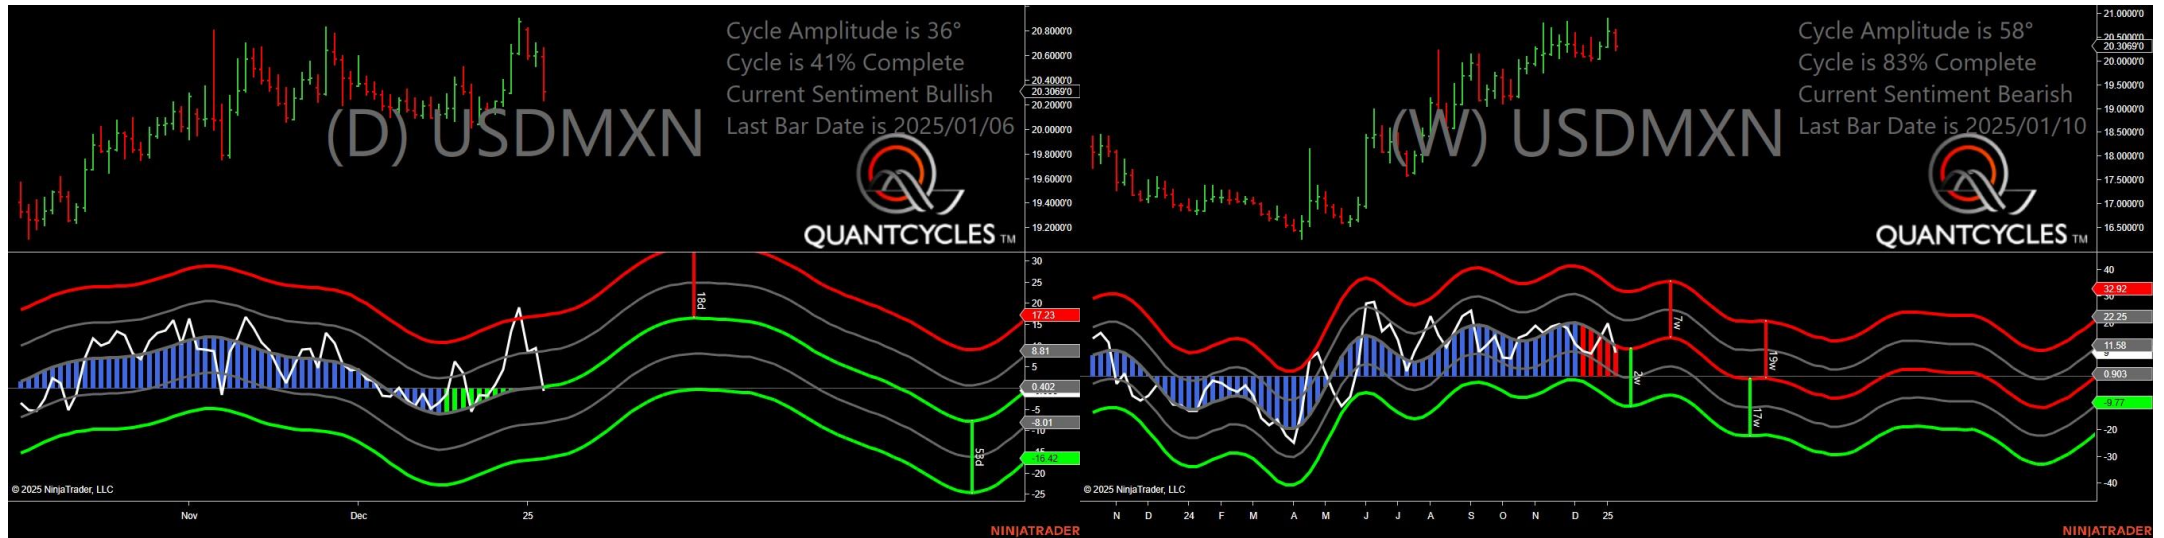 Cycle Amplitude is 36°
Cycle is 41% Complete
Current Sentiment Bullish
Last Bar Date is 2025/01/06
(D) USDMXN
QUANTCYCLES TM
20.8000'0
20.6000'0
20.4000'0
20.3069'0
20.2000'0
20.0000'0
19.8000'0
19.6000'0
19.4000'0
19.2000'0
18d
53d
30
25
20
17.23
15
8.81
5
0.402
-5
-8.01
-10
-16.42
-20
-25
© 2025 NinjaTrader, LLC
Nov
Dec
25
NINJATRADER
Cycle Amplitude is 58°
Cycle is 83% Complete
Current Sentiment Bearish
Last Bar Date is 2025/01/10
(W) USDMXN
QUANTCYCLES TM
21.0000'0
20.5000'0
20.3069'0
20.0000'0
19.5000'0
19.0000'0
18.5000'0
18.0000'0
17.5000'0
17.0000'0
16.5000'0
7w
19w
2w
17w
40
32.92
30
22.25
20
11.58
0.903
-9.77
-20
-30
-40
© 2025 NinjaTrader, LLC
N D 24 F M A M J J A S O N D 25
NINJATRADER